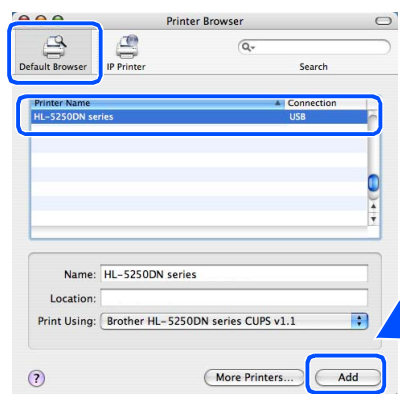 Printer Browser
Default Browser
IP Printer
Search
Printer Name Connection
HL-5250DN series USB
Name: HL-5250DN series
Location:
Print Using: Brother HL-5250DN series CUPS v1.1
? More Printers... Add